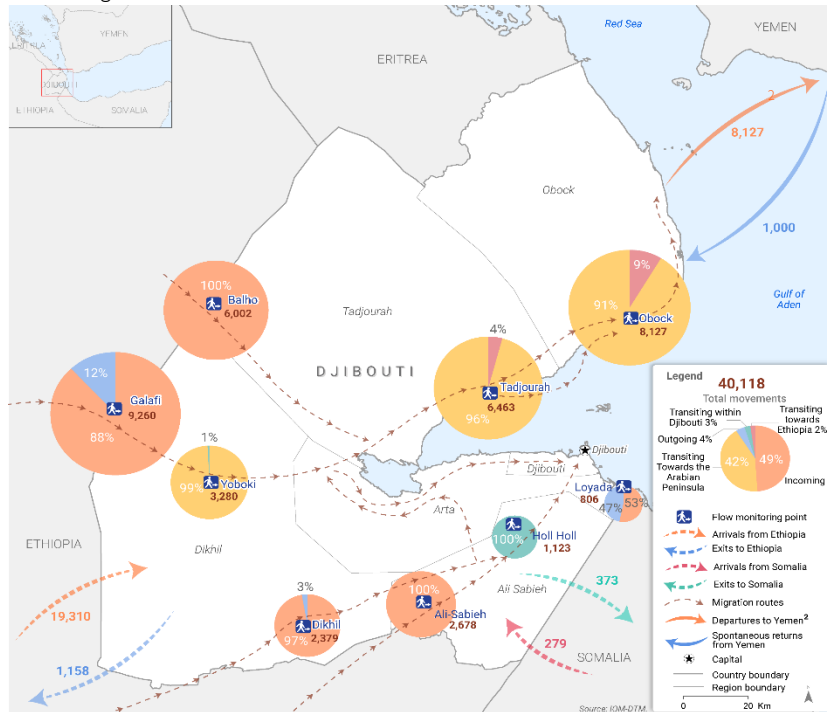 YEMEN
ERITREA
DJIBOUTI
ETHIOPIA
SOMALIA
Red Sea
YEMEN
ERITREA
2
8,127
Obock
1,000
Gulf of
Aden
100%
Balho
6,002
Tadjourah
9%
91%
Obock
8,127
4%
Tadjourah
6,463
96%
DJIBOUTI
12%
Galafi
9,260
88%
1%
99%
Yoboki
3,280
Djibouti
Djibouti
Loyada
806
47%
53%
Arta
Holl Holl
100%
1,123
Dikhil
ETHIOPIA
Ali Sabieh
373
100%
Ali-Sabieh
2,678
3%
Dikhil
97%
2,379
19,310
1,158
279
SOMALIA
Source: IOM-DTM.
Legend
40,118
Total movements
Transiting within
Djibouti 3%
Transiting
towards
Ethiopia 2%
Outgoing 4%
Transiting
Towards the
Arabian
Peninsula
42%
49%
Incoming
Flow monitoring point
Arrivals from Ethiopia
Exits to Ethiopia
Arrivals from Somalia
Exits to Somalia
Migration routes
Departures to Yemen²
Spontaneous returns
from Yemen
Capital
Country boundary
Region boundary
0 20 Km